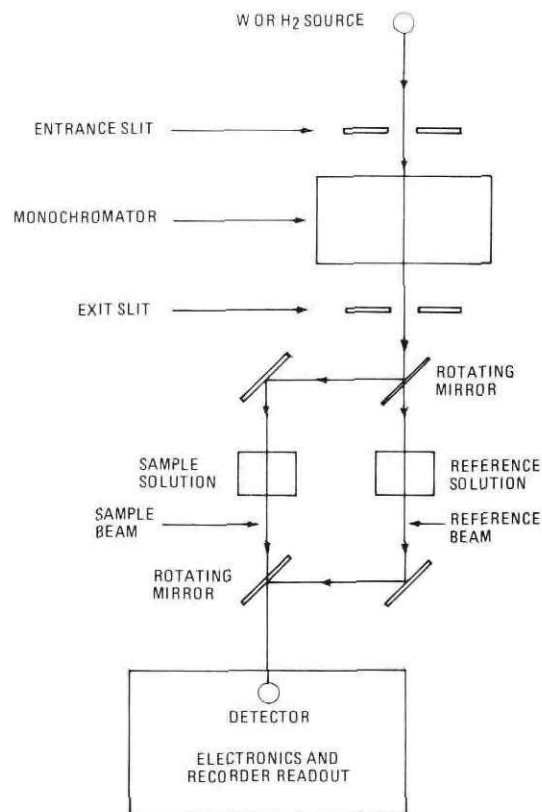 W OR H2 SOURCE
ENTRANCE SLIT
MONOCHROMATOR
EXIT SLIT
ROTATING
MIRROR
SAMPLE
SOLUTION
REFERENCE
SOLUTION
SAMPLE
BEAM
REFERENCE
BEAM
ROTATING
MIRROR
DETECTOR
ELECTRONICS AND
RECORDER READOUT